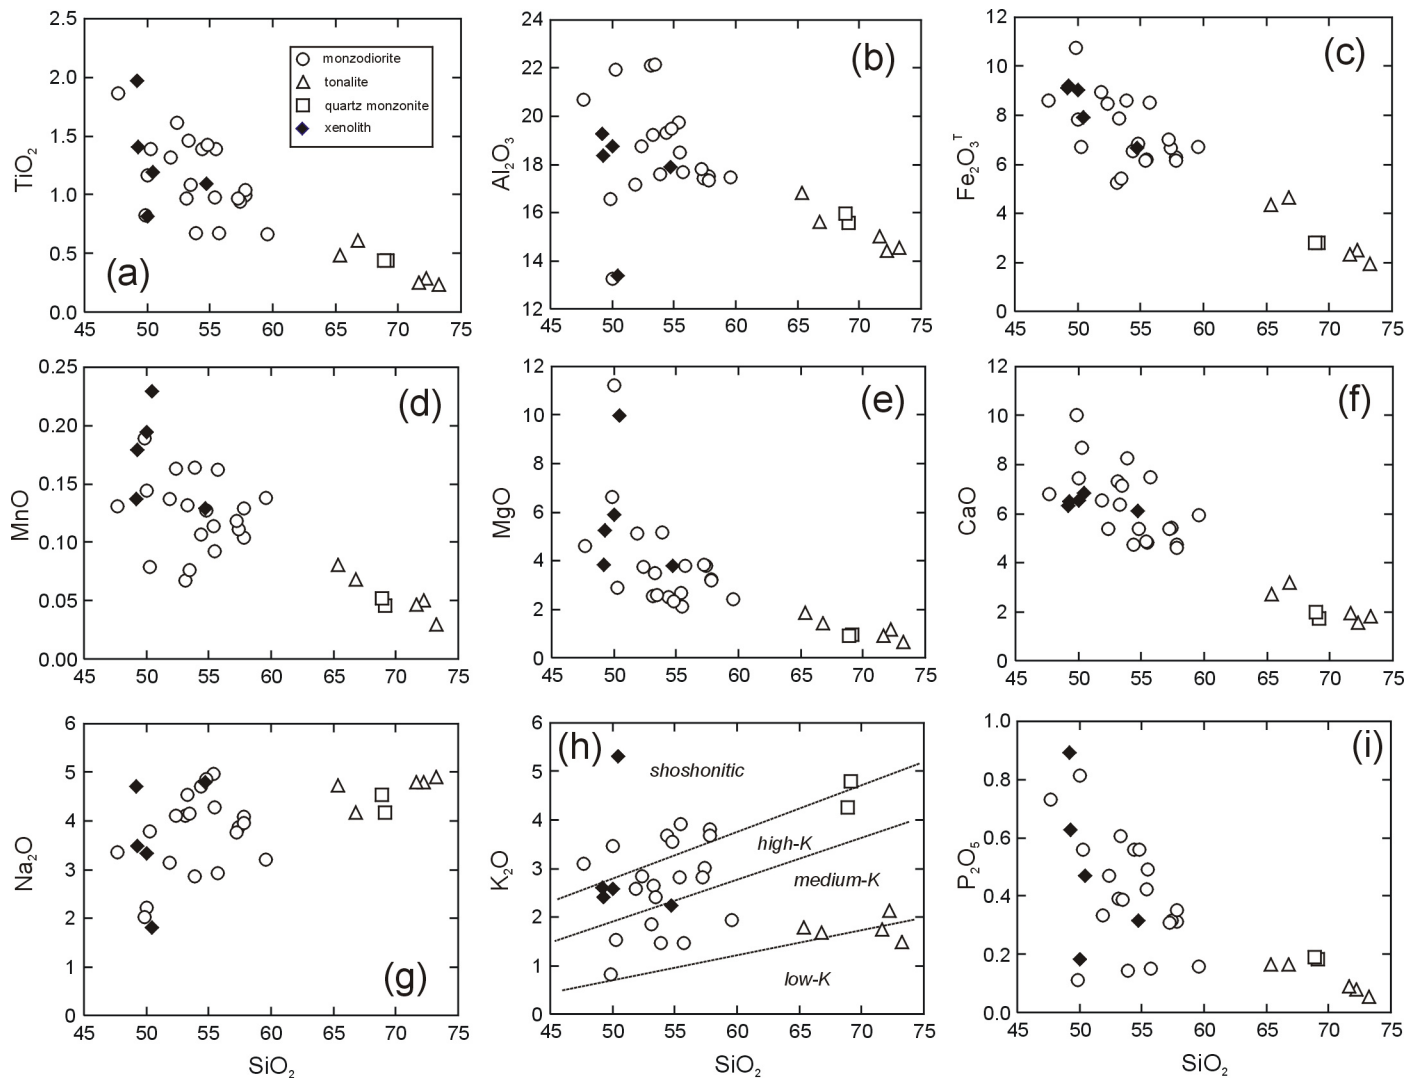 TiO2
2.5
2.0
1.5
1.0
0.5
0.0
monzodiorite
tonalite
quartz monzonite
xenolith
(a)
45 50 55 60 65 70 75
Al2O3
24
22
20
18
16
14
12
(b)
45 50 55 60 65 70 75
Fe2O3T
12
10
8
6
4
2
0
(c)
45 50 55 60 65 70 75
MnO
0.25
0.20
0.15
0.10
0.05
0.00
(d)
45 50 55 60 65 70 75
MgO
12
10
8
6
4
2
0
(e)
45 50 55 60 65 70 75
CaO
12
10
8
6
4
2
0
(f)
45 50 55 60 65 70 75
Na2O
6
5
4
3
2
1
0
(g)
45 50 55 60 65 70 75
SiO2
K2O
6
5
4
3
2
1
0
(h)
shoshonitic
high-K
medium-K
low-K
45 50 55 60 65 70 75
SiO2
P2O5
1.0
0.8
0.6
0.4
0.2
0.0
(i)
45 50 55 60 65 70 75
SiO2